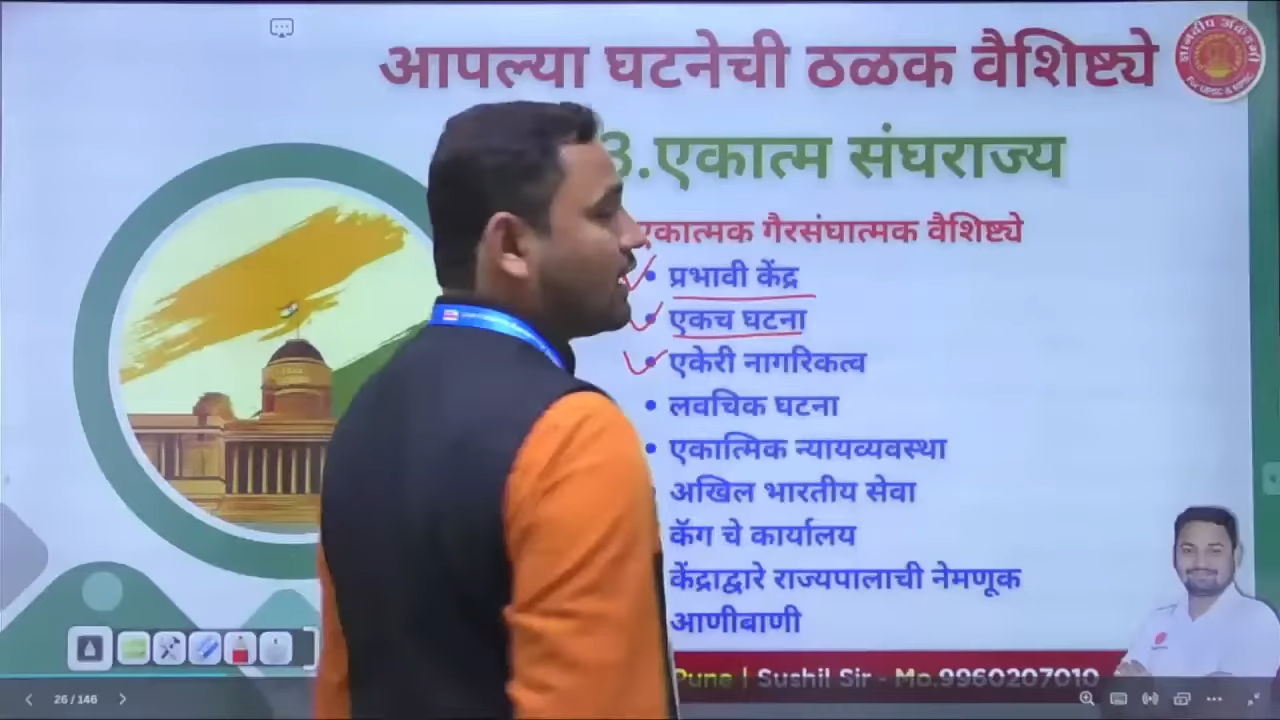 आपल्या घटनेची ठळक वैशिष्ट्ये
3.एकात्म संघराज्य
एकात्मक गैरसंघात्मक वैशिष्ट्ये
• प्रभावी केंद्र
• एकच घटना
• एकेरी नागरिकत्व
• लवचिक घटना
• एकात्मिक न्यायव्यवस्था
अखिल भारतीय सेवा
कॅग चे कार्यालय
केंद्राद्वारे राज्यपालाची नेमणूक
आणीबाणी
Pune | Sushil Sir - Mo.9960207010
26 / 146